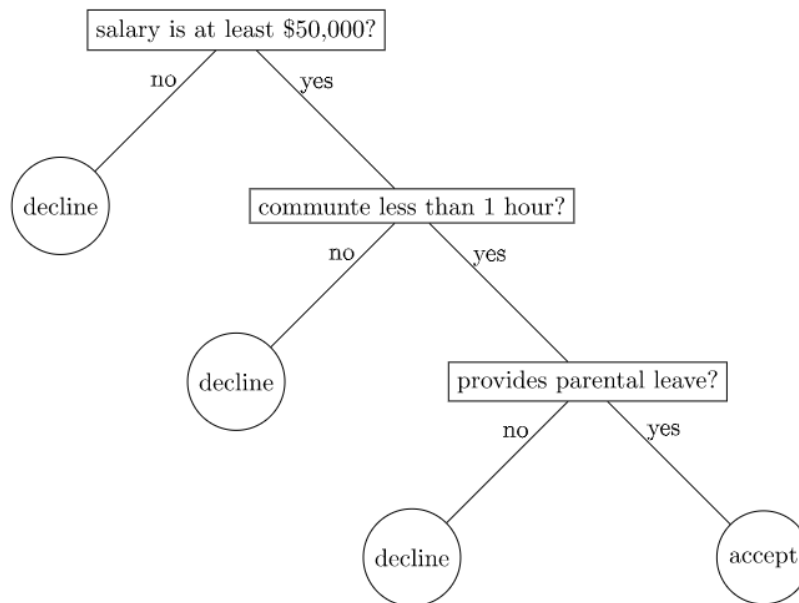 salary is at least $50,000?
no
yes
decline
communte less than 1 hour?
no
yes
decline
provides parental leave?
no
yes
decline
accept